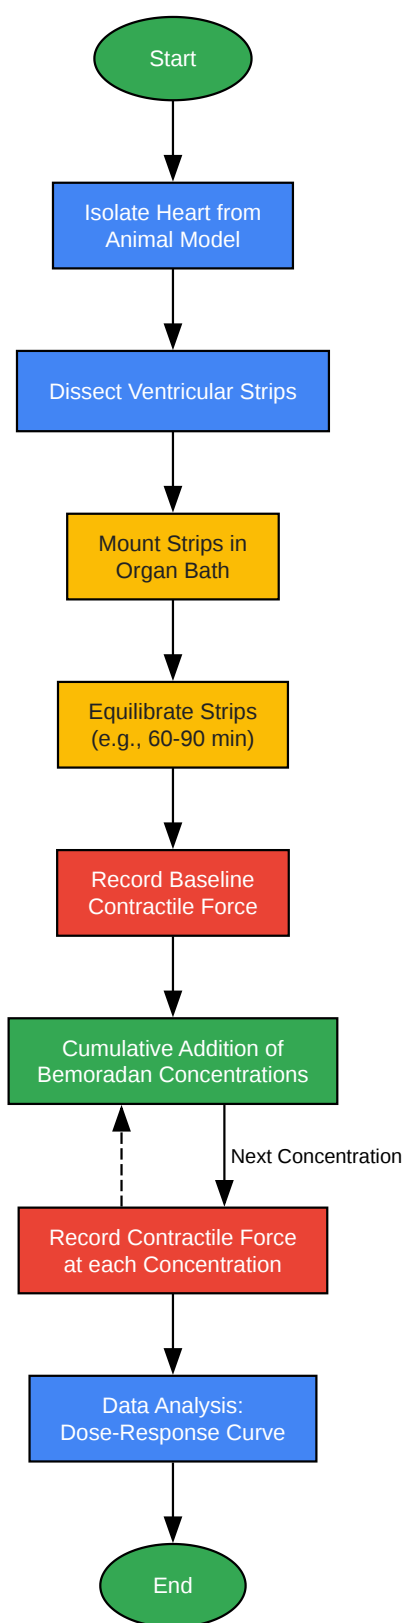 Start
Isolate Heart from
Animal Model
Dissect Ventricular Strips
Mount Strips in
Organ Bath
Equilibrate Strips
(e.g., 60-90 min)
Record Baseline
Contractile Force
Cumulative Addition of
Bemoradan Concentrations
Next Concentration
Record Contractile Force
at each Concentration
Data Analysis:
Dose-Response Curve
End